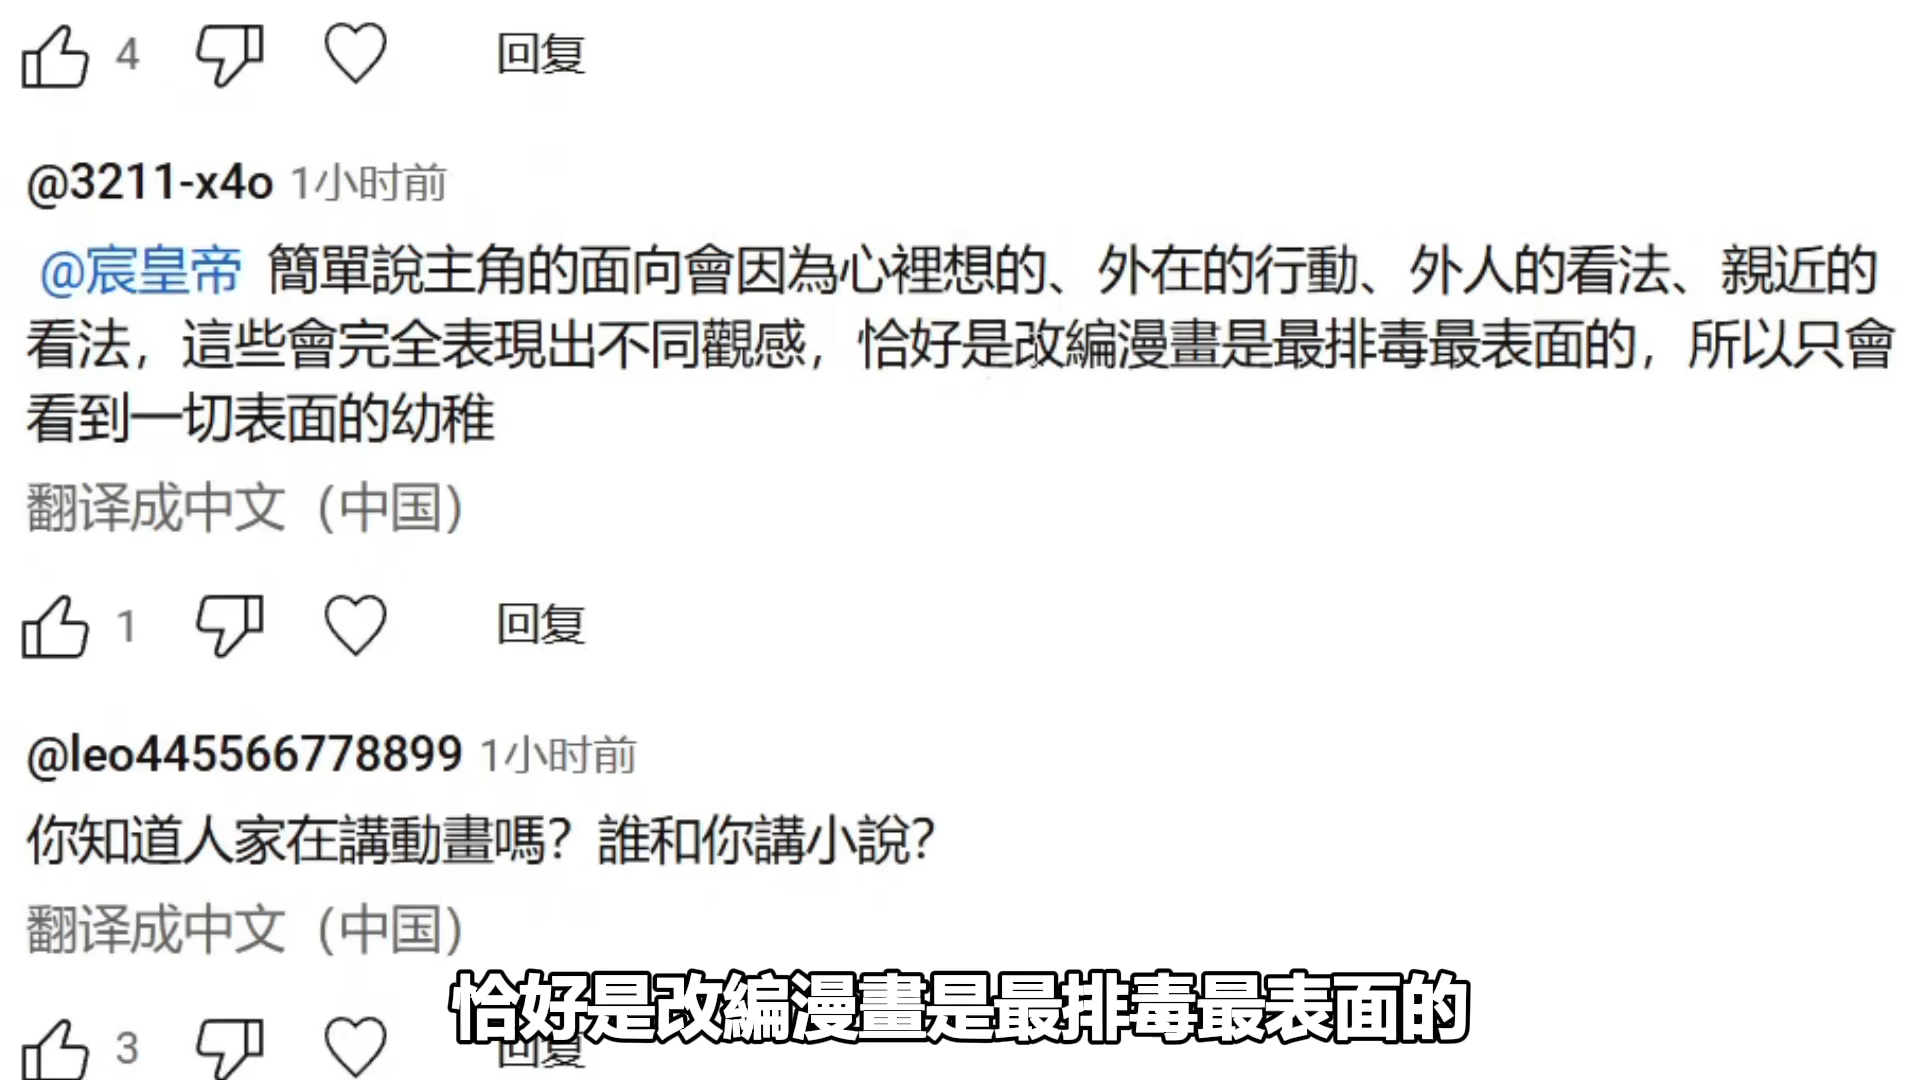 4 回复
@3211-x4o 1小时前
@宸皇帝 簡單說主角的面向會因為心裡想的、外在的行動、外人的看法、親近的
看法，這些會完全表現出不同觀感，恰好是改編漫畫是最排毒最表面的，所以只會
看到一切表面的幼稚
翻译成中文（中国）
1 回复
@leo445566778899 1小时前
你知道人家在講動畫嗎？誰和你講小說？
翻译成中文（中国）
恰好是改編漫畫是最排毒最表面的
3 回复